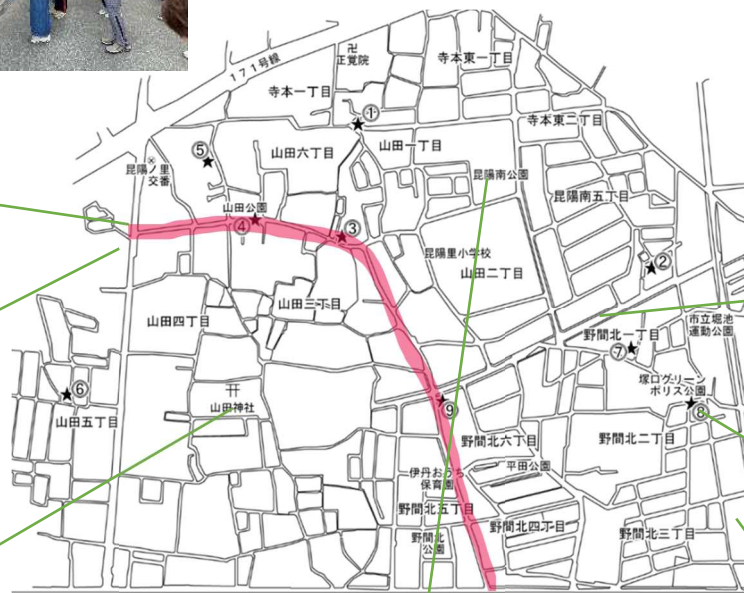 171号線
卍
正覚院
寺本東一丁目
寺本一丁目
①
寺本東二丁目
⑤
山田六丁目
山田一丁目
昆陽ノ里
交番
昆陽南公園
昆陽南五丁目
山田公園
④
③
昆陽里小学校
山田二丁目
②
山田三丁目
山田四丁目
市立堀池
運動公園
野間北一丁目
⑦
⑥
塚口グリーン
ポリス公園
山田神社
⑨
⑧
山田五丁目
野間北六丁目
野間北二丁目
平田公園
伊丹おうち
保育園
野間北五丁目
野間北四丁目
野間北三丁目
野間北
公園